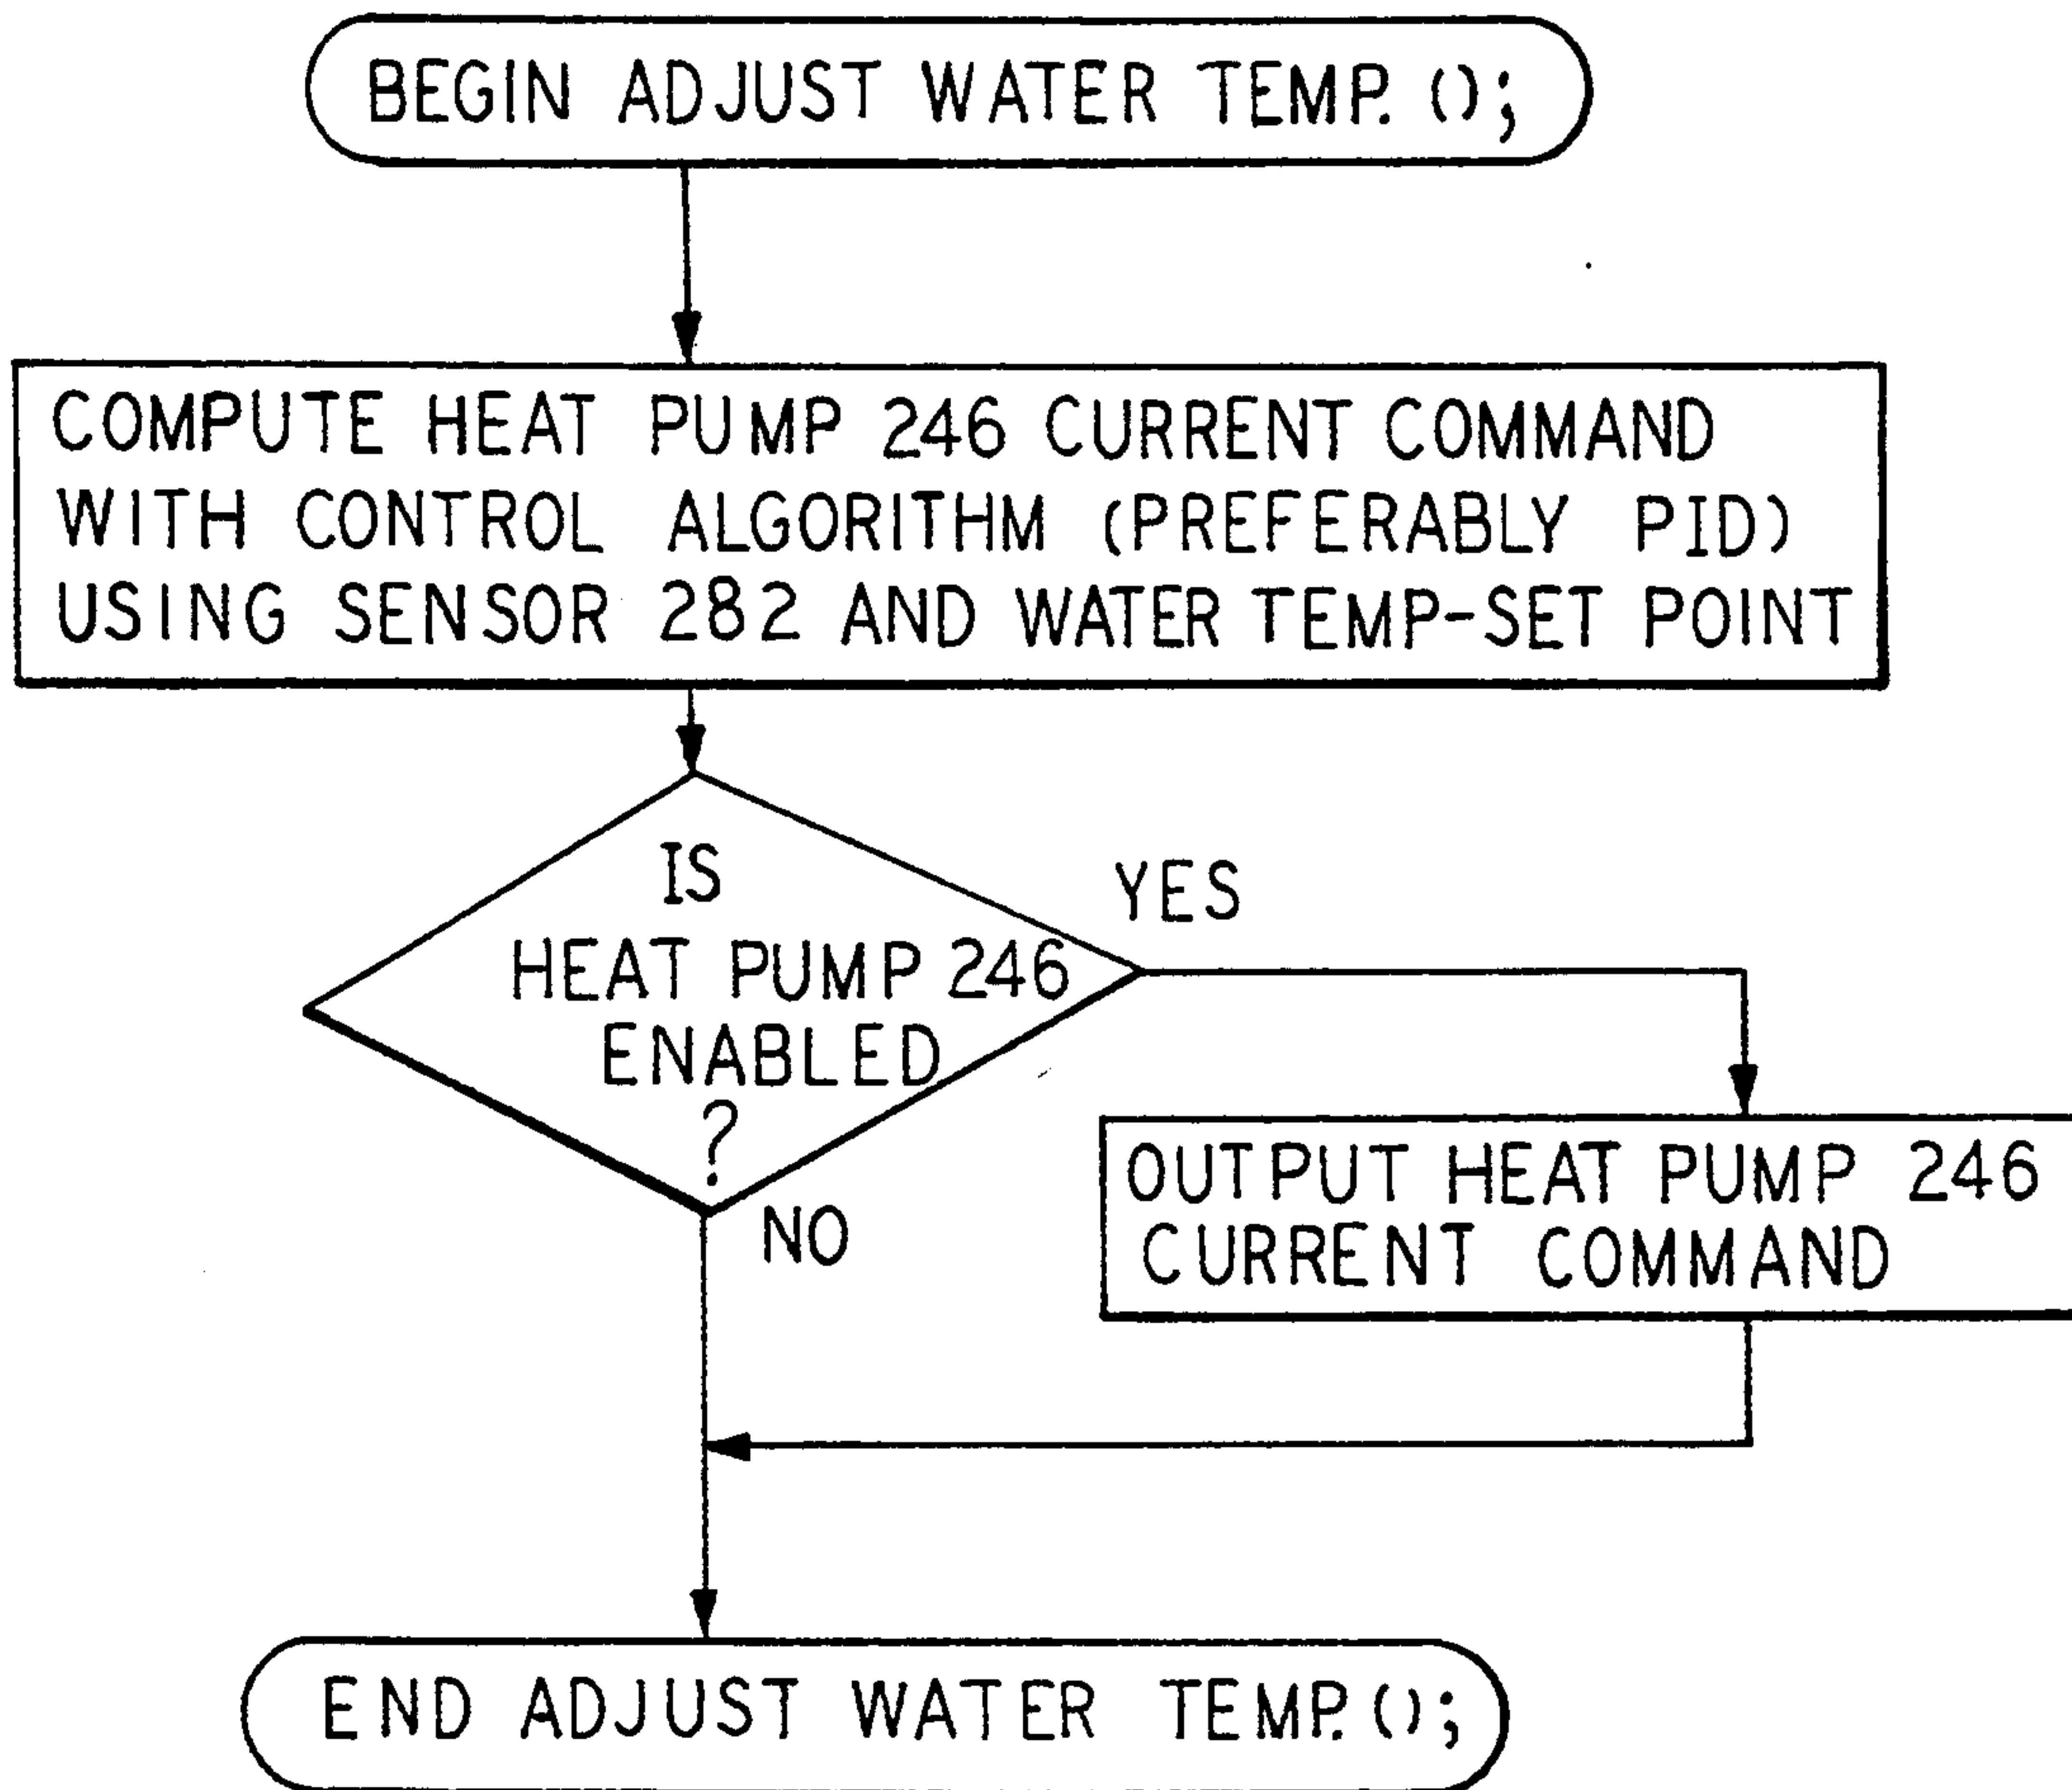 BEGIN ADJUST WATER TEMP. ();
COMPUTE HEAT PUMP 246 CURRENT COMMAND
WITH CONTROL ALGORITHM (PREFERABLY PID)
USING SENSOR 282 AND WATER TEMP-SET POINT
IS
HEAT PUMP 246
ENABLED
?
YES
NO
OUTPUT HEAT PUMP 246
CURRENT COMMAND
END ADJUST WATER TEMP. ();